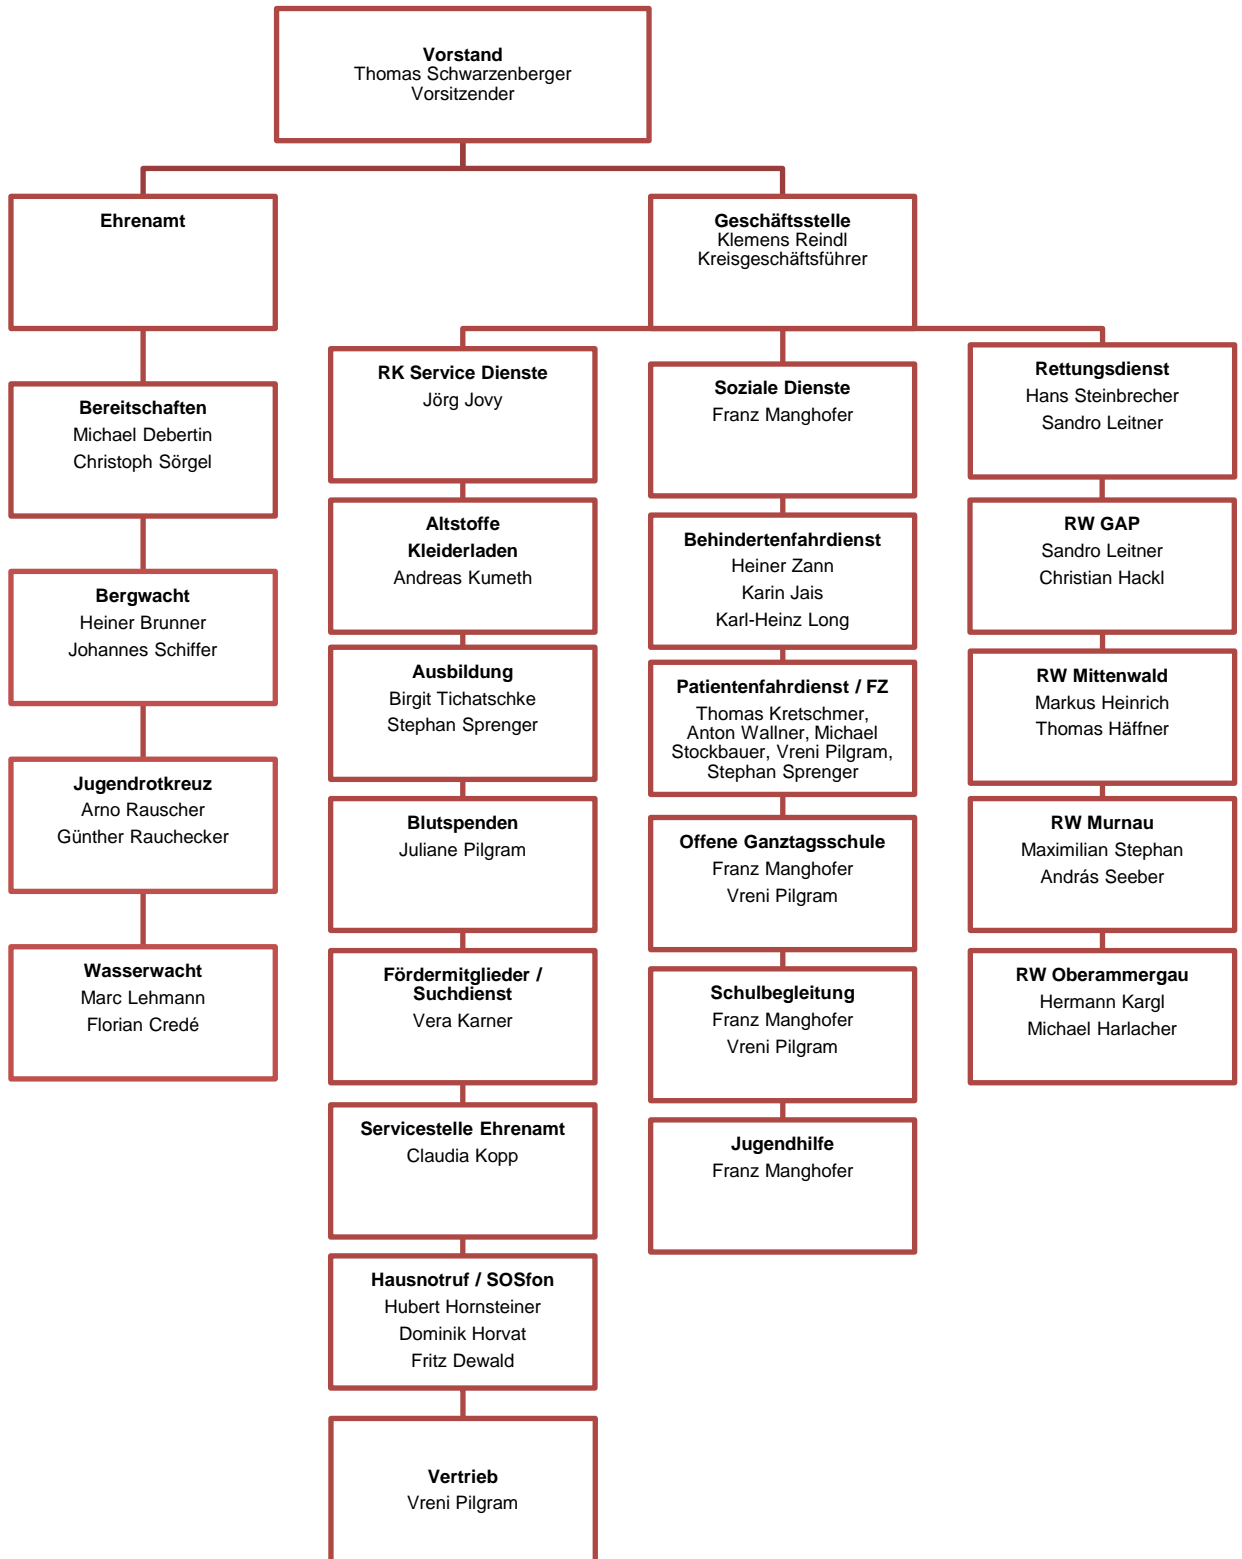 Vorstand
Thomas Schwarzenberger
Vorsitzender
Ehrenamt
Geschäftsstelle
Klemens Reindl
Kreisgeschäftsführer
Bereitschaften
Michael Debertin
Christoph Sörgel
Bergwacht
Heiner Brunner
Johannes Schiffer
Jugendrotkreuz
Arno Rauscher
Günther Rauchecker
Wasserwacht
Marc Lehmann
Florian Credé
RK Service Dienste
Jörg Jovy
Altstoffe
Kleiderladen
Andreas Kumeth
Ausbildung
Birgit Tichatschke
Stephan Sprenger
Blutspenden
Juliane Pilgram
Fördermitglieder /
Suchdienst
Vera Karner
Servicestelle Ehrenamt
Claudia Kopp
Hausnotruf / SOSfon
Hubert Hornsteiner
Dominik Horvat
Fritz Dewald
Vertrieb
Vreni Pilgram
Soziale Dienste
Franz Manghofer
Behindertenfahrdienst
Heiner Zann
Karin Jais
Karl-Heinz Long
Patientenfahrdienst / FZ
Thomas Kretschmer,
Anton Wallner, Michael
Stockbauer, Vreni Pilgram,
Stephan Sprenger
Offene Ganztagsschule
Franz Manghofer
Vreni Pilgram
Schulbegleitung
Franz Manghofer
Vreni Pilgram
Jugendhilfe
Franz Manghofer
Rettungsdienst
Hans Steinbrecher
Sandro Leitner
RW GAP
Sandro Leitner
Christian Hackl
RW Mittenwald
Markus Heinrich
Thomas Häffner
RW Murnau
Maximilian Stephan
András Seeber
RW Oberammergau
Hermann Kargl
Michael Harlacher